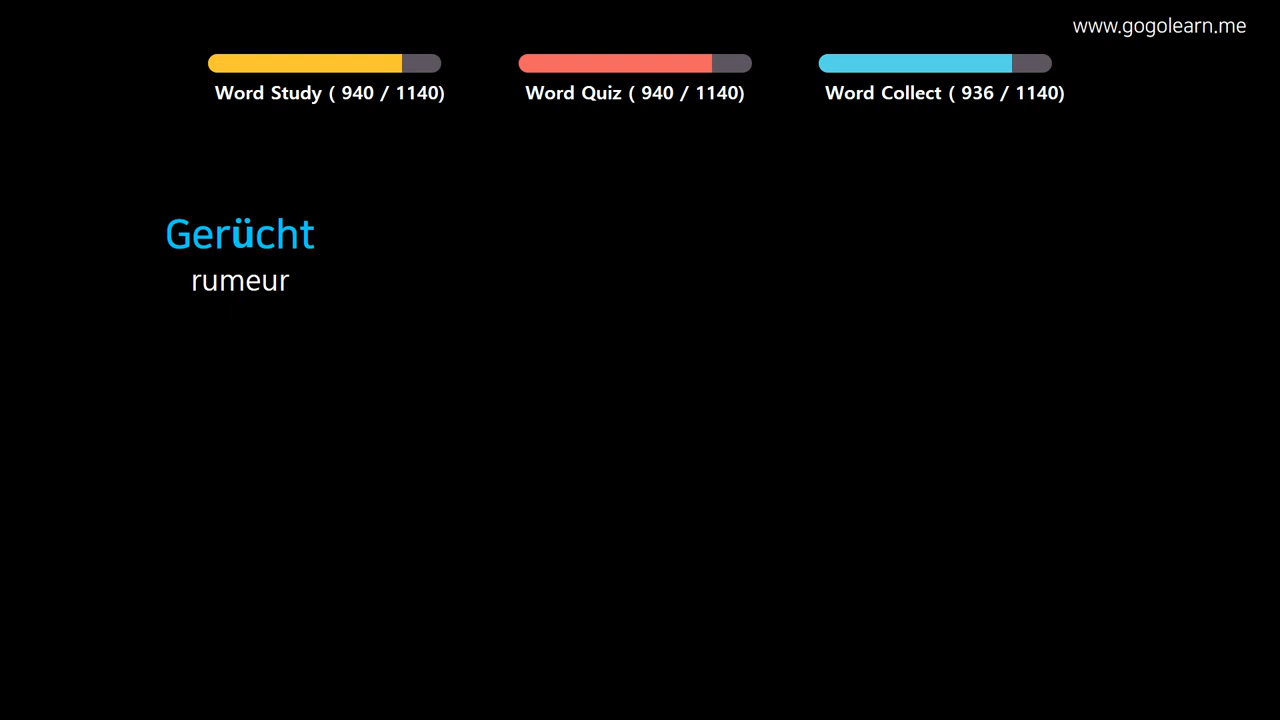 www.gogolearn.me
Word Study ( 940 / 1140)
Word Quiz ( 940 / 1140)
Word Collect ( 936 / 1140)
Gerücht
rumeur